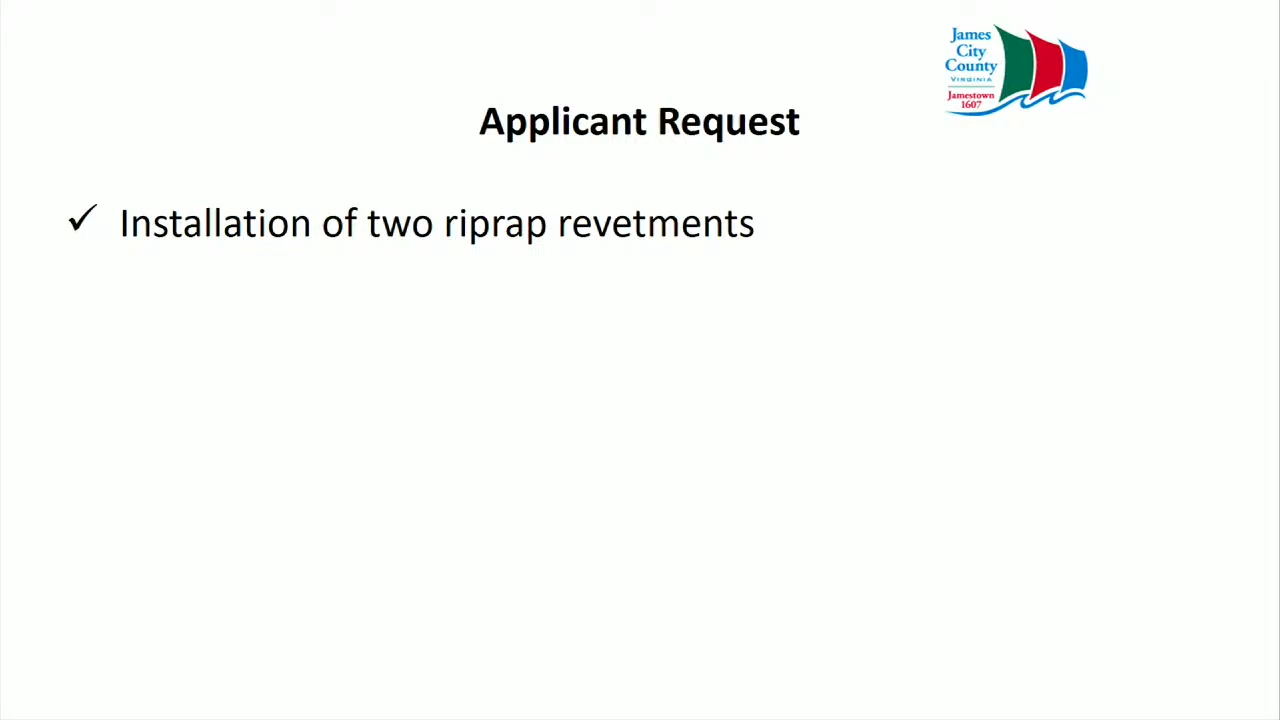 James
City
County
VIRGINIA
Jamestown
1607
Applicant Request
✓ Installation of two riprap revetments